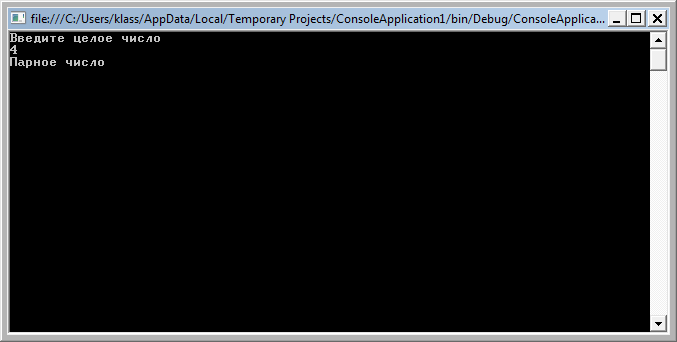 file:///C:/Users/klass/AppData/Local/Temporary Projects/ConsoleApplication1/bin/Debug/ConsoleApplica...
Введите целое число
4
Парное число